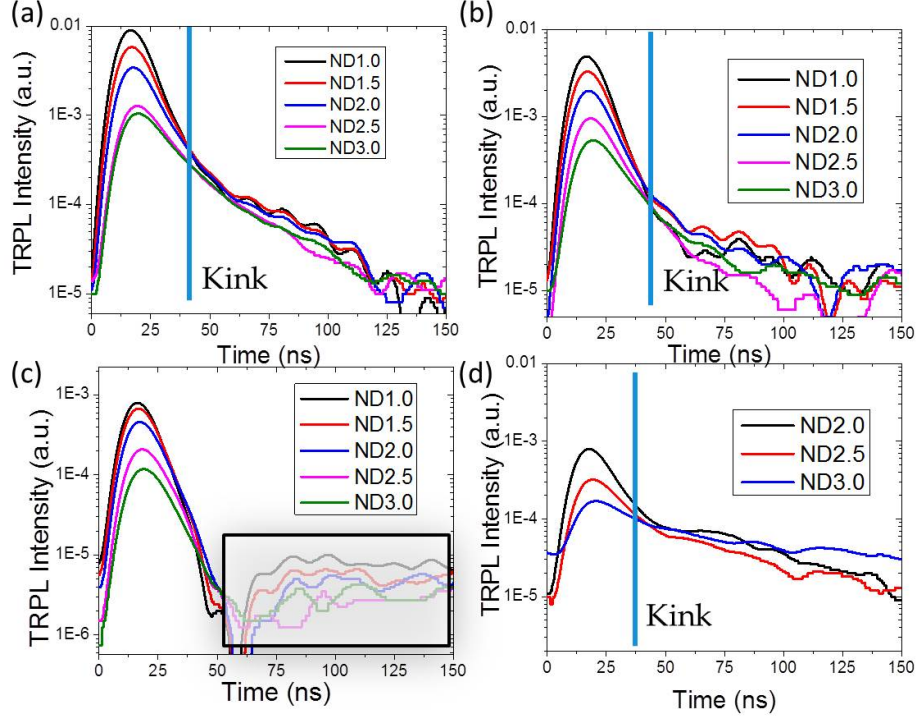 (a)
0.01
1E-3
1E-4
1E-5
TRPL Intensity (a.u.)
ND1.0
ND1.5
ND2.0
ND2.5
ND3.0
Kink
0 25 50 75 100 125 150
Time (ns)
(b)
0.01
1E-3
1E-4
1E-5
TRPL Intensity (a.u.)
ND1.0
ND1.5
ND2.0
ND2.5
ND3.0
Kink
0 25 50 75 100 125 150
Time (ns)
(c)
1E-3
1E-4
1E-5
1E-6
TRPL Intensity (a.u.)
ND1.0
ND1.5
ND2.0
ND2.5
ND3.0
0 25 50 75 100 125 150
Time (ns)
(d)
0.01
1E-3
1E-4
1E-5
TRPL Intensity (a.u.)
ND2.0
ND2.5
ND3.0
Kink
0 25 50 75 100 125 150
Time (ns)